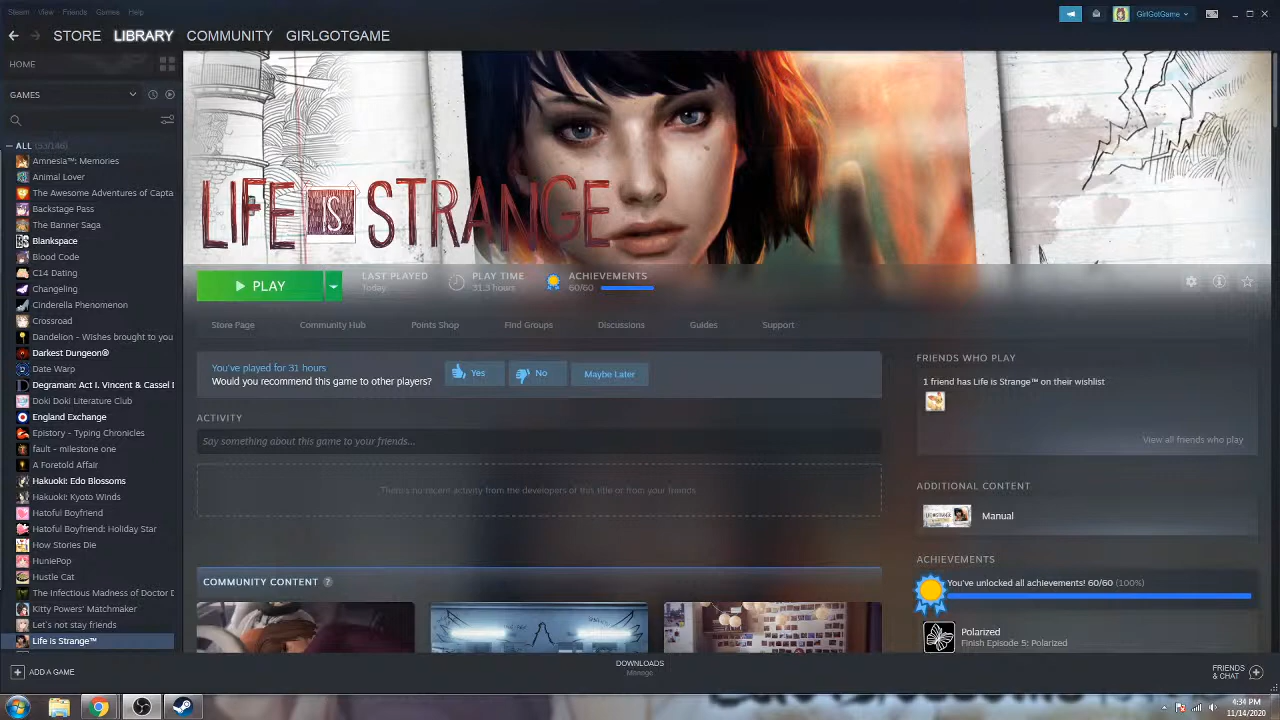 Steam View Friends Games Help
GirlGotGame
STORE LIBRARY COMMUNITY GIRLGOTGAME
HOME
GAMES
ALL (33/146)
Amnesia™: Memories
Animal Lover
The Awesome Adventures of Capta
Backstage Pass
The Banner Saga
Blankspace
Blood Code
C14 Dating
Changeling
Cinderella Phenomenon
Crossroad
Dandelion - Wishes brought to you
Darkest Dungeon®
Date Warp
Degraman: Act I. Vincent & Cassel D
Doki Doki Literature Club
England Exchange
Epistory - Typing Chronicles
fault - milestone one
A Foretold Affair
Hakuoki: Edo Blossoms
Hakuoki: Kyoto Winds
Hatoful Boyfriend
Hatoful Boyfriend: Holiday Star
How Stories Die
HuniePop
Hustle Cat
The Infectious Madness of Doctor D
Kitty Powers' Matchmaker
Let's not stay friends
Life is Strange™
ADD A GAME
LIFE IS STRANGE
PLAY
LAST PLAYED
Today
PLAY TIME
31.3 hours
ACHIEVEMENTS
60/60
Store Page Community Hub Points Shop Find Groups Discussions Guides Support
You've played for 31 hours
Would you recommend this game to other players?
Yes No Maybe Later
ACTIVITY
Say something about this game to your friends...
There's no recent activity from the developers of this title or from your friends
COMMUNITY CONTENT ?
FRIENDS WHO PLAY
1 friend has Life is Strange™ on their wishlist
View all friends who play
ADDITIONAL CONTENT
Manual
ACHIEVEMENTS
You've unlocked all achievements! 60/60 (100%)
Polarized
Finish Episode 5: Polarized
DOWNLOADS
Manage
FRIENDS
& CHAT
4:34 PM
11/14/2020